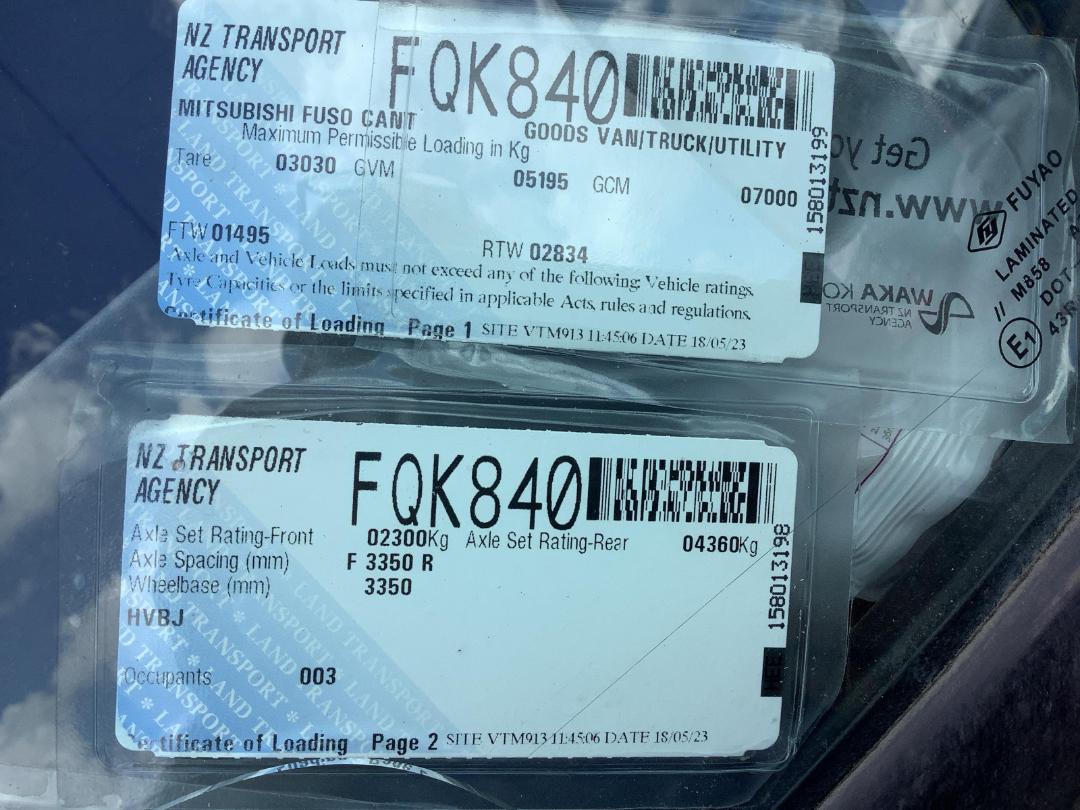 NZ TRANSPORT
AGENCY
FQK840
MITSUBISHI FUSO CANT
GOODS VAN/TRUCK/UTILITY
Maximum Permissible Loading in Kg
Tare 03030 GVM 05195 GCM 07000
FTW 01495 RTW 02834
Axle and Vehicle Loads must not exceed any of the following: Vehicle ratings,
Tyre Capacities or the limits specified in applicable Acts, rules and regulations.
Certificate of Loading Page 1 SITE VTM913 11:45:06 DATE 18/05/23
158013199
Get yo
www.nzt
WAKA KO
NZ TRANSPORT
AGENCY
FUYAO
LAMINATED
// M858
DOT
E1 43R
NZ TRANSPORT
AGENCY
FQK840
Axle Set Rating-Front 02300Kg Axle Set Rating-Rear 04360Kg
Axle Spacing (mm) F 3350 R
Wheelbase (mm) 3350
HVBJ
Occupants 003
Certificate of Loading Page 2 SITE VTM913 11:45:06 DATE 18/05/23
158013198